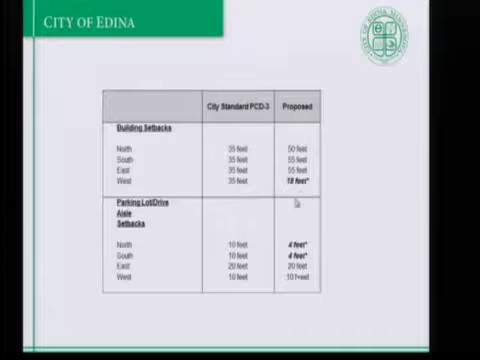 CITY OF EDINA
City Standard PCD-3 Proposed
Building Setbacks
North 35 feet 50 feet
South 35 feet 55 feet
East 35 feet 55 feet
West 35 feet 18 feet*
Parking Lot/Drive
Aisle
Setbacks
North 10 feet 4 feet*
South 10 feet 4 feet*
East 20 feet 20 feet
West 10 feet